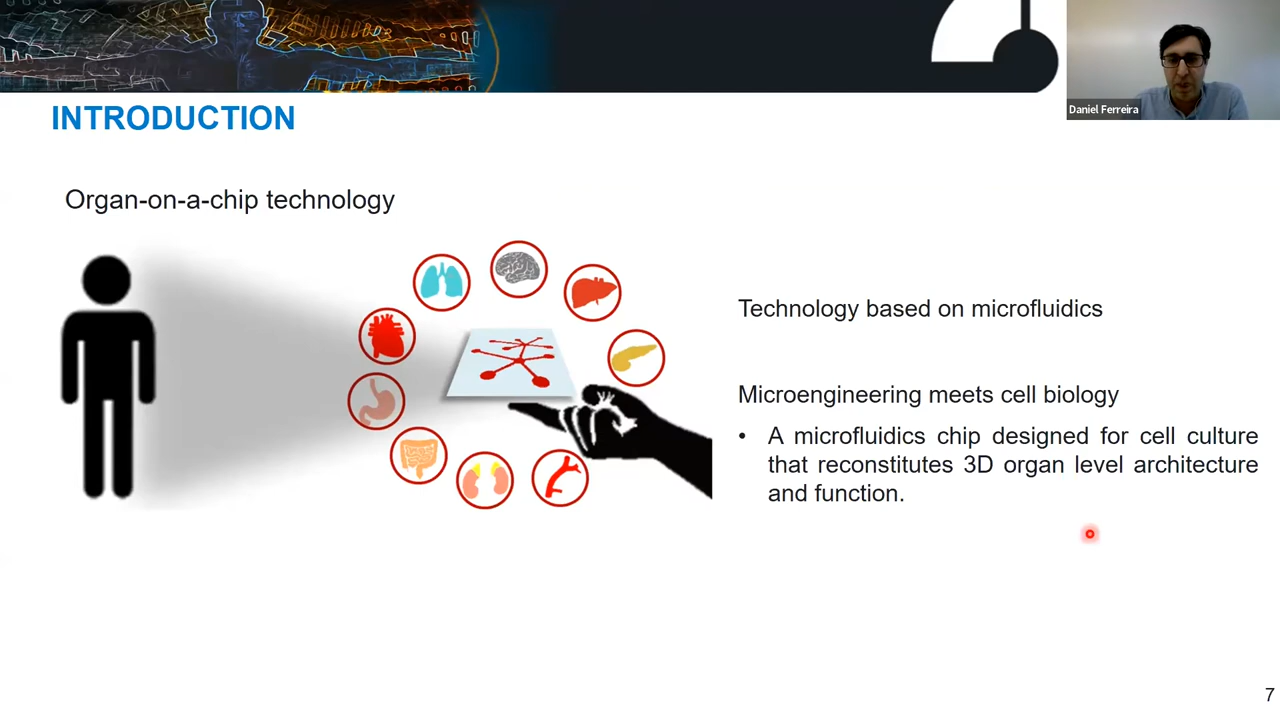 Daniel Ferreira
INTRODUCTION
Organ-on-a-chip technology
Technology based on microfluidics
Microengineering meets cell biology
• A microfluidics chip designed for cell culture
that reconstitutes 3D organ level architecture
and function.
7